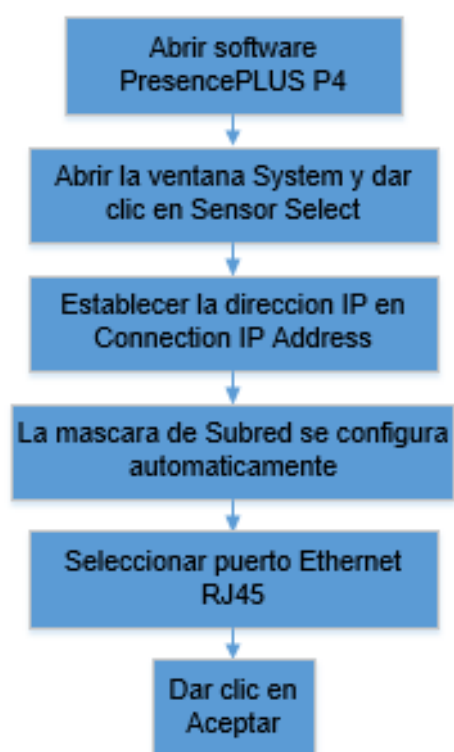 Abrir software
PresencePLUS P4
Abrir la ventana System y dar
clic en Sensor Select
Establecer la direccion IP en
Connection IP Address
La mascara de Subred se configura
automaticamente
Seleccionar puerto Ethernet
RJ45
Dar clic en
Aceptar